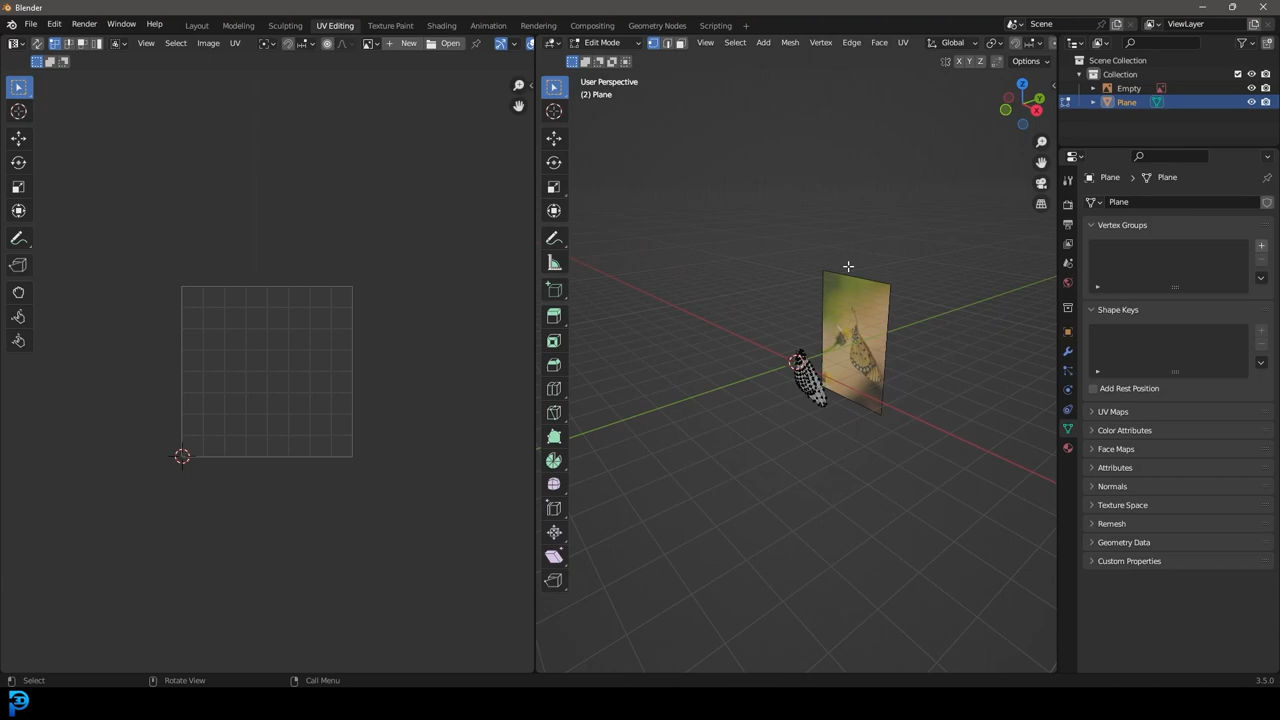 Blender
File Edit Render Window Help
Layout Modeling Sculpting UV Editing Texture Paint Shading Animation Rendering Compositing Geometry Nodes Scripting
Scene
ViewLayer
View Select Image UV
New
Open
Edit Mode
View Select Add Mesh Vertex Edge Face UV
Global
X Y Z
Options
User Perspective
(2) Plane
Z
Y
X
Scene Collection
Collection
Empty
Plane
Plane Plane
Plane
Vertex Groups
Shape Keys
Add Rest Position
UV Maps
Color Attributes
Face Maps
Attributes
Normals
Texture Space
Remesh
Geometry Data
Custom Properties
Select
Rotate View
Call Menu
3.5.0